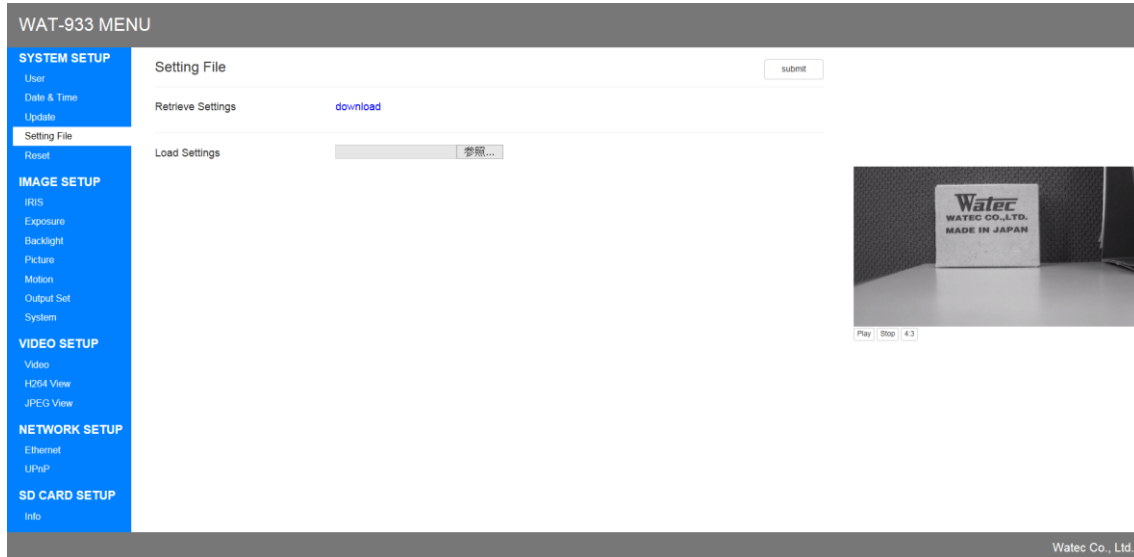 WAT-933 MENU
SYSTEM SETUP
User
Date & Time
Update
Setting File
Reset
IMAGE SETUP
IRIS
Exposure
Backlight
Picture
Motion
Output Set
System
VIDEO SETUP
Video
H264 View
JPEG View
NETWORK SETUP
Ethernet
UPnP
SD CARD SETUP
Info
Setting File
submit
Retrieve Settings
download
Load Settings
参照...
Watec
WATEC CO.,LTD.
MADE IN JAPAN
Play
Stop
4:3
Watec Co., Ltd.